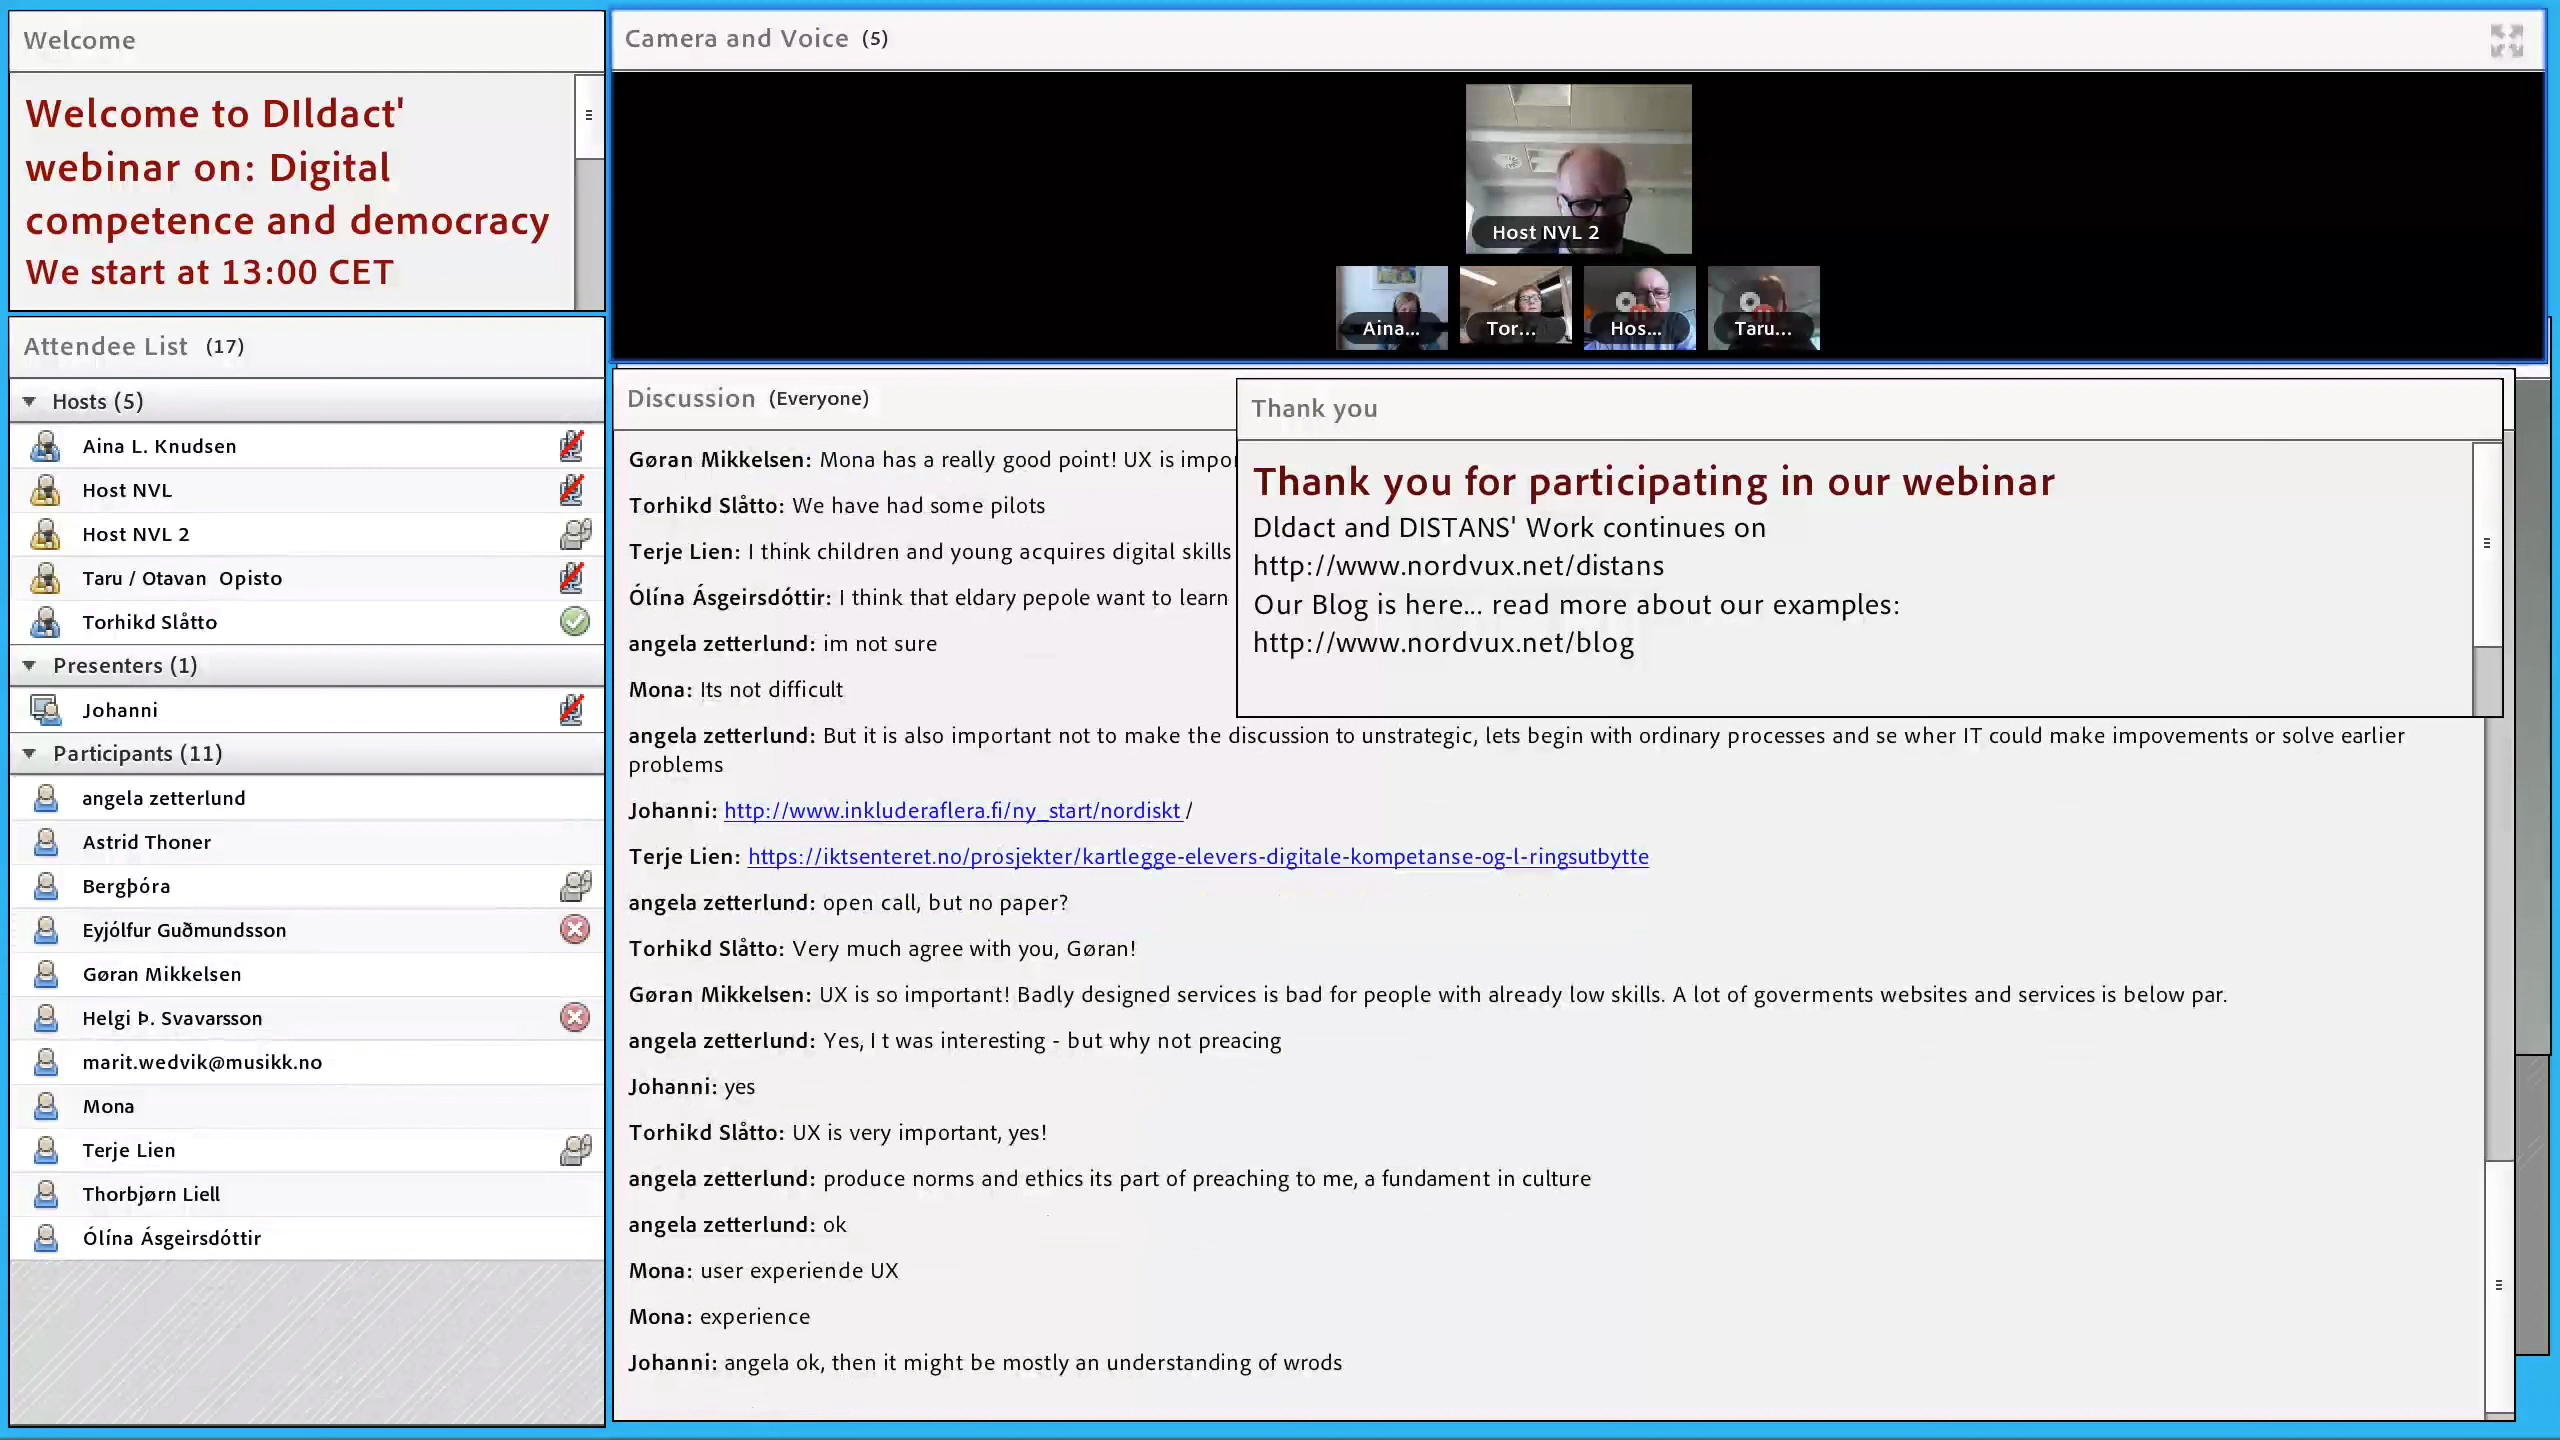 Welcome
Welcome to DIldact'
webinar on: Digital
competence and democracy
We start at 13:00 CET
Attendee List (17)
Hosts (5)
Aina L. Knudsen
Host NVL
Host NVL 2
Taru / Otavan Opisto
Torhikd Slåtto
Presenters (1)
Johanni
Participants (11)
angela zetterlund
Astrid Thoner
Bergþóra
Eyjólfur Guðmundsson
Gøran Mikkelsen
Helgi Þ. Svavarsson
marit.wedvik@musikk.no
Mona
Terje Lien
Thorbjørn Liell
Ólína Ásgeirsdóttir
Camera and Voice (5)
Host NVL 2
Aina...
Tor...
Hos...
Taru...
Discussion (Everyone)
Gøran Mikkelsen: Mona has a really good point! UX is impo
Torhikd Slåtto: We have had some pilots
Terje Lien: I think children and young acquires digital skills
Ólína Ásgeirsdóttir: I think that eldary pepole want to learn
angela zetterlund: im not sure
Mona: Its not difficult
angela zetterlund: But it is also important not to make the discussion to unstrategic, lets begin with ordinary processes and se wher IT could make impovements or solve earlier
problems
Johanni: http://www.inkluderaflera.fi/ny_start/nordiskt /
Terje Lien: https://iktsenteret.no/prosjekter/kartlegge-elevers-digitale-kompetanse-og-l-ringsutbytte
angela zetterlund: open call, but no paper?
Torhikd Slåtto: Very much agree with you, Gøran!
Gøran Mikkelsen: UX is so important! Badly designed services is bad for people with already low skills. A lot of goverments websites and services is below par.
angela zetterlund: Yes, I t was interesting - but why not preacing
Johanni: yes
Torhikd Slåtto: UX is very important, yes!
angela zetterlund: produce norms and ethics its part of preaching to me, a fundament in culture
angela zetterlund: ok
Mona: user experiende UX
Mona: experience
Johanni: angela ok, then it might be mostly an understanding of wrods
Thank you
Thank you for participating in our webinar
DIdact and DISTANS' Work continues on
http://www.nordvux.net/distans
Our Blog is here... read more about our examples:
http://www.nordvux.net/blog